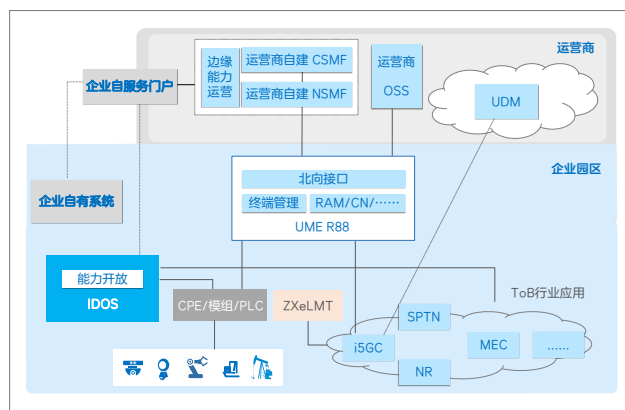 运营商
边缘
能力
运营
运营商自建 CSMF
运营商自建 NSMF
运营商
OSS
UDM
企业自服务门户
企业园区
企业自有系统
北向接口
终端管理
RAM/CN/……
UME R88
能力开放
IDOS
CPE/模组/PLC
ZXeLMT
ToB行业应用
SPTN
i5GC
MEC
……
NR